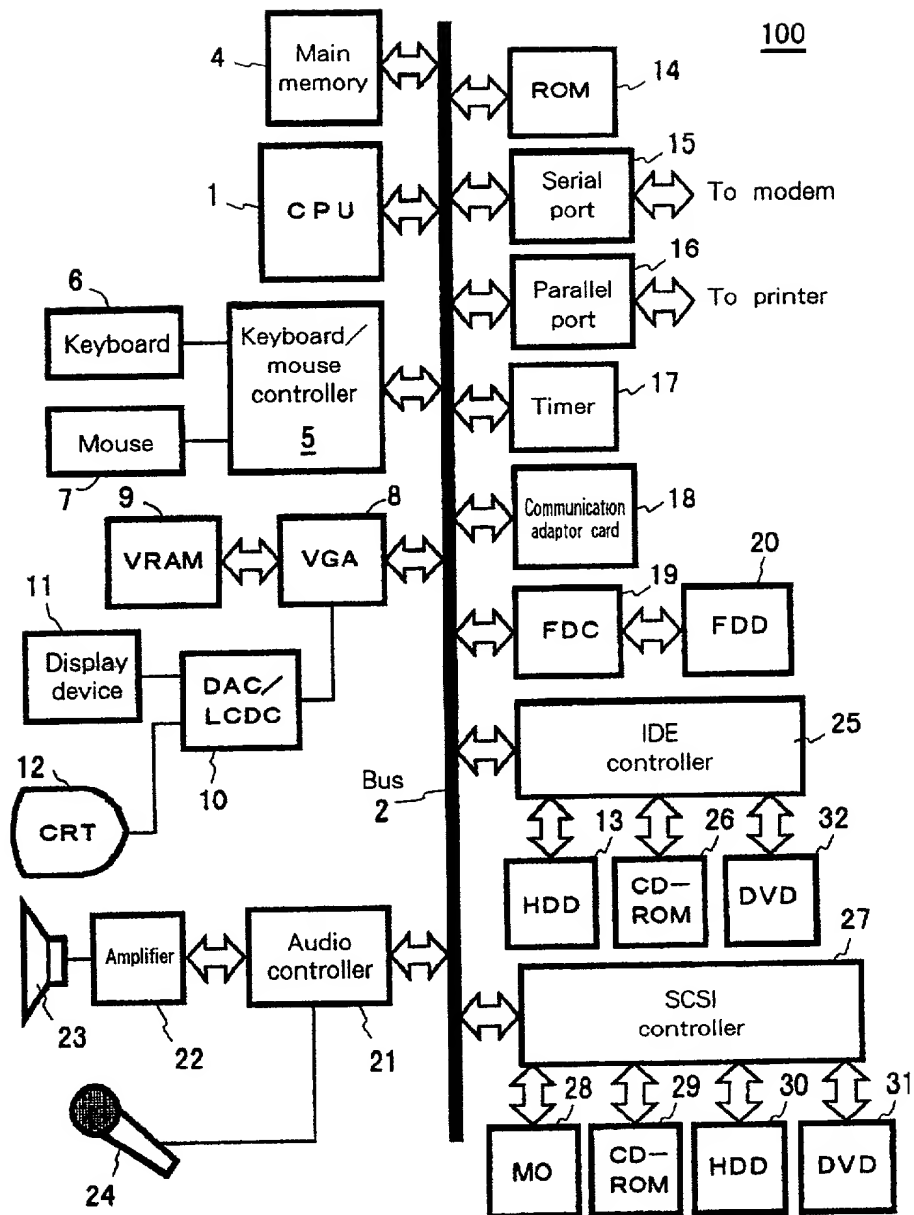 100
4
Main
memory
ROM
14
1
CPU
15
Serial
port
To modem
16
Parallel
port
To printer
6
Keyboard
Keyboard/
mouse
controller
5
Mouse
7
17
Timer
9
VRAM
8
VGA
Communication
adaptor card
18
19
FDC
20
FDD
11
Display
device
DAC/
LCDC
10
12
CRT
Bus
2
IDE
controller
25
13
HDD
26
CD-
ROM
32
DVD
23
Amplifier
22
Audio
controller
21
24
27
SCSI
controller
28
MO
29
CD-
ROM
30
HDD
31
DVD